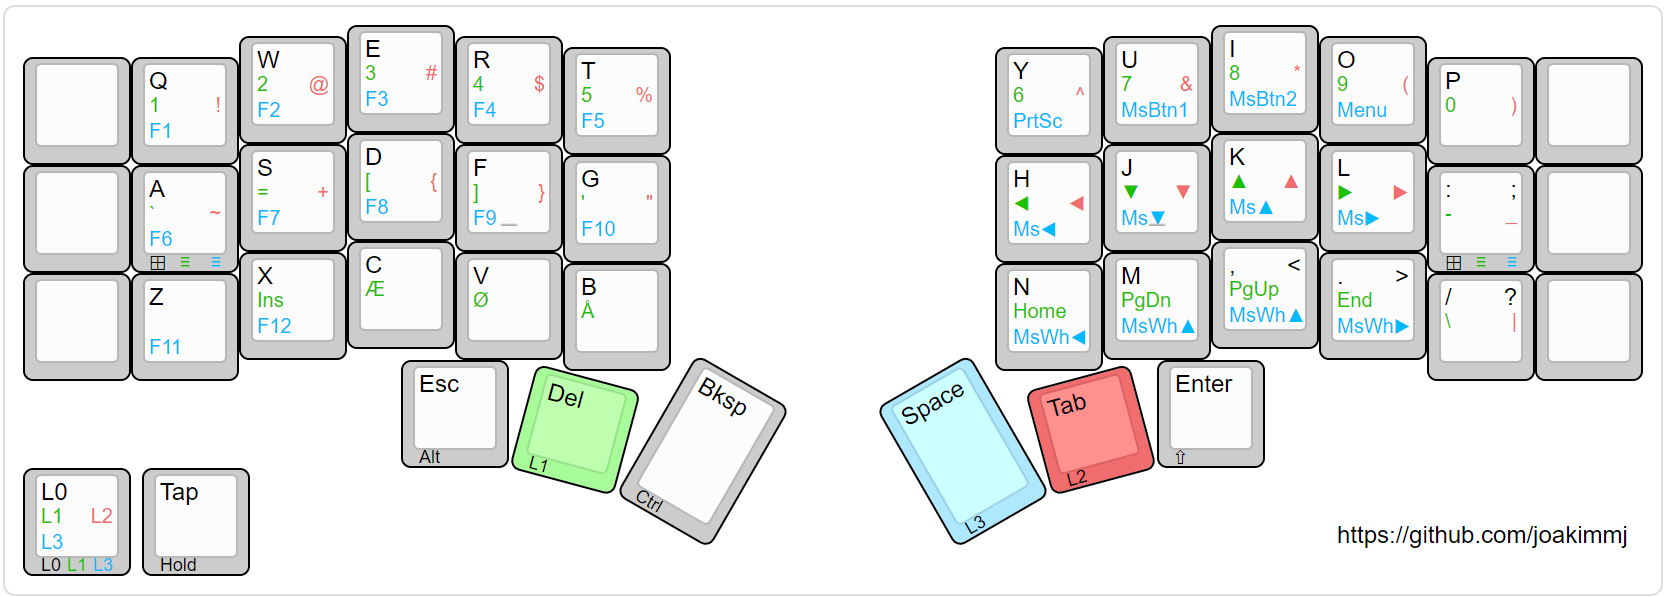 Q
1 !
F1
W
2 @
F2
E
3 #
F3
R
4 $
F4
T
5 %
F5
Y
6 ^
PrtSc
U
7 &
MsBtn1
I
8 *
MsBtn2
O
9 (
Menu
P
0 )
A
` ~
F6
S
= +
F7
D
[ {
F8
F
] }
F9
G
' "
F10
H
◀ ◀
Ms◀
J
▼ ▼
Ms▼
K
▲ ▲
Ms▲
L
▶ ▶
Ms▶
: ;
- _
Z
F11
X
Ins
F12
C
Æ
V
Ø
B
Å
N
Home
MsWh◀
M
PgDn
MsWh▲
, <
PgUp
MsWh▲
. >
End
MsWh▶
/ ?
\ |
Esc
Alt
Del
L1
Bksp
Ctrl
Space
L3
Tab
L2
Enter
⇧
L0
L1 L2
L3
L0 L1 L3
Tap
Hold
https://github.com/joakimmj